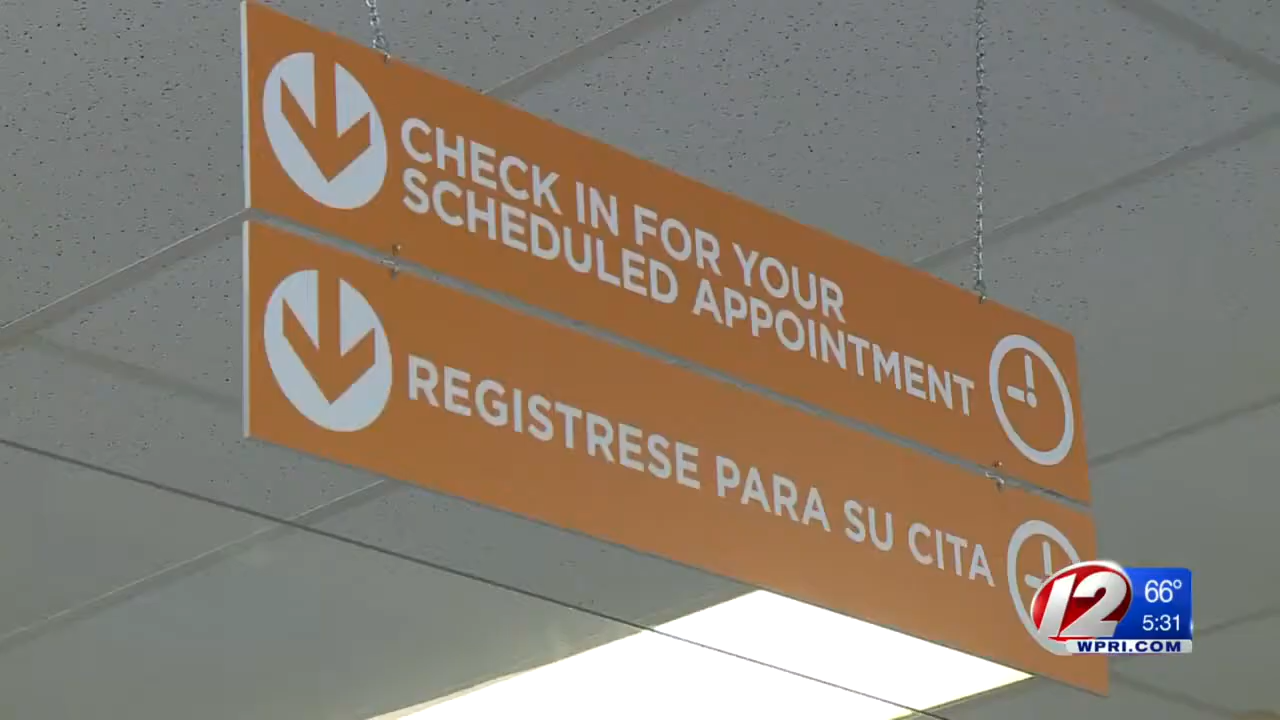 CHECK IN FOR YOUR
SCHEDULED APPOINTMENT
REGISTRESE PARA SU CITA
12
66°
5:31
WPRI.COM